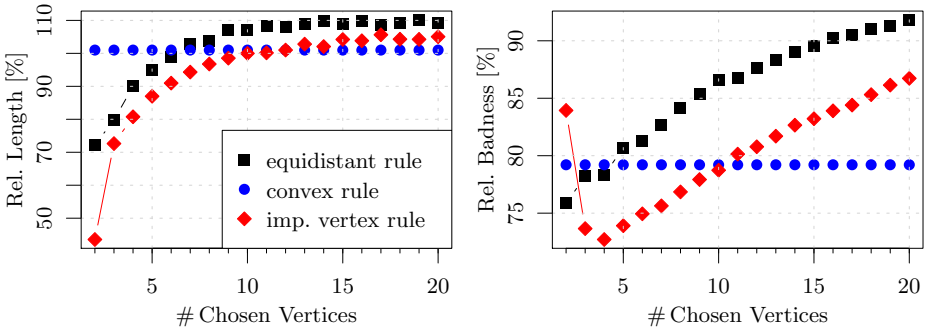 Rel. Length [%]
110
90
70
50
equidistant rule
convex rule
imp. vertex rule
5
10
15
20
# Chosen Vertices
Rel. Badness [%]
90
85
80
75
5
10
15
20
# Chosen Vertices